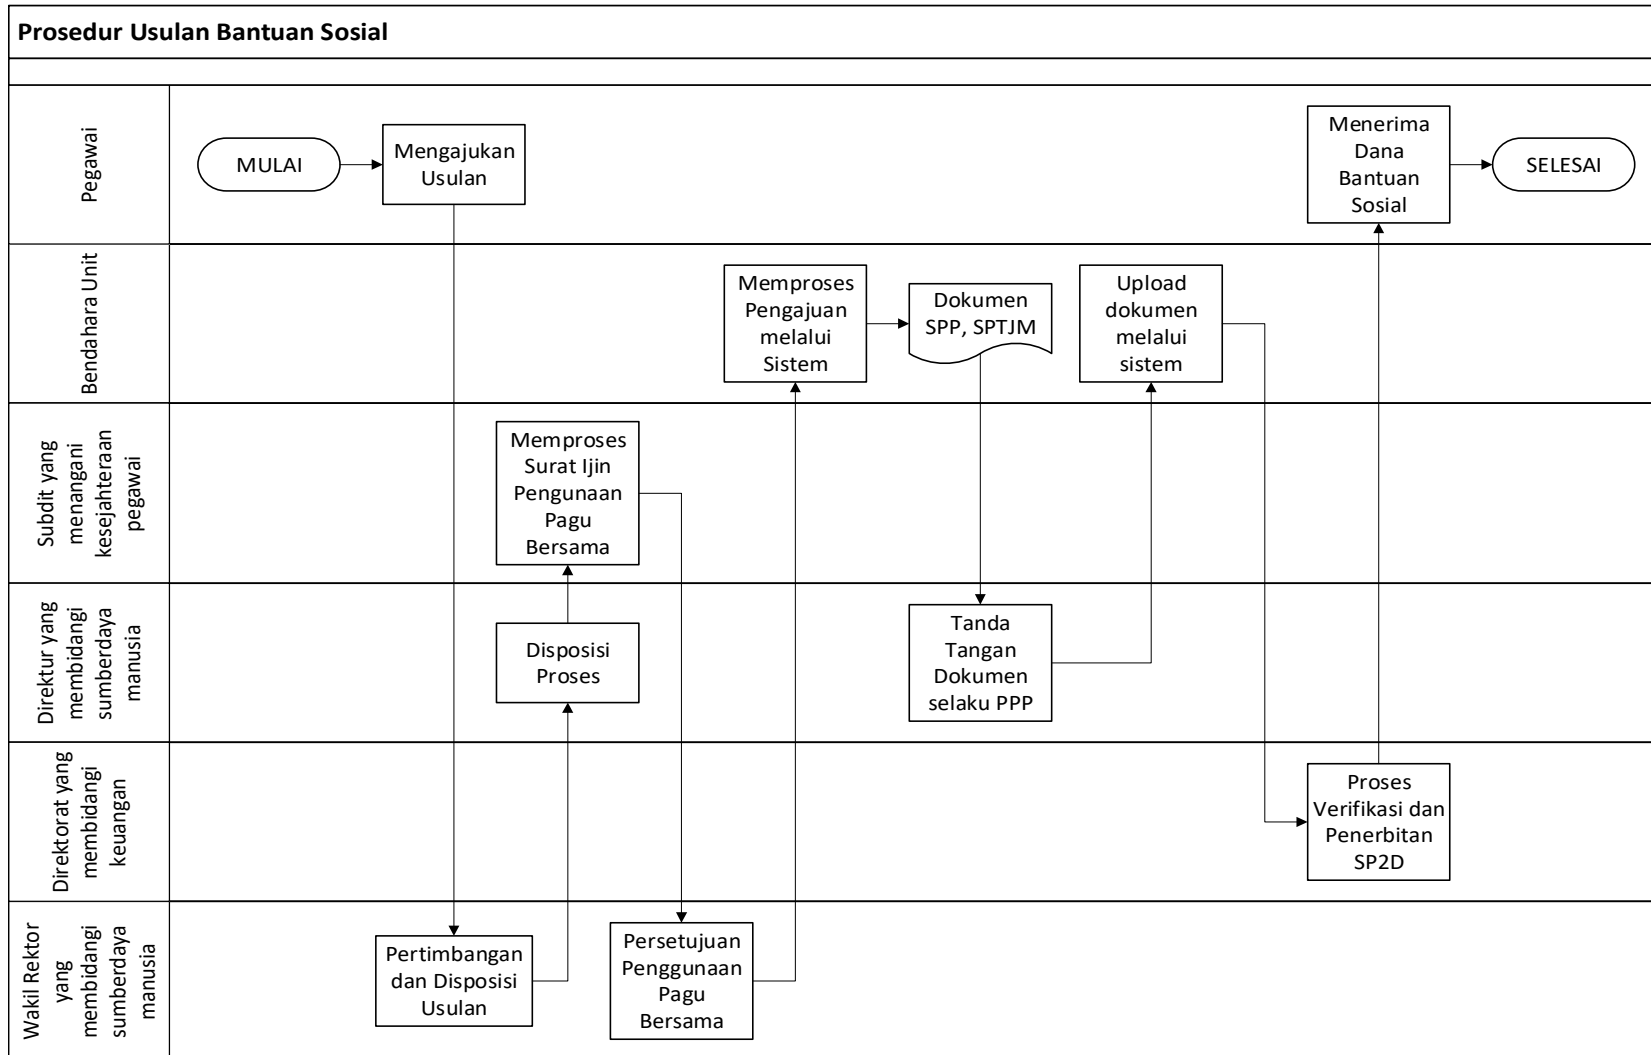 Prosedur Usulan Bantuan Sosial
Pegawai
MULAI
Mengajukan
Usulan
Menerima
Dana
Bantuan
Sosial
SELESAI
Bendahara Unit
Memproses
Pengajuan
melalui
Sistem
Dokumen
SPP, SPTJM
Upload
dokumen
melalui
sistem
Subdit yang
menangani
kesejahteraan
pegawai
Memproses
Surat Ijin
Pengunaan
Pagu
Bersama
Direktur yang
membidangi
sumberdaya
manusia
Disposisi
Proses
Tanda
Tangan
Dokumen
selaku PPP
Direktorat yang
membidangi
keuangan
Proses
Verifikasi dan
Penerbitan
SP2D
Wakil Rektor
yang
membidangi
sumberdaya
manusia
Pertimbangan
dan Disposisi
Usulan
Persetujuan
Penggunaan
Pagu
Bersama